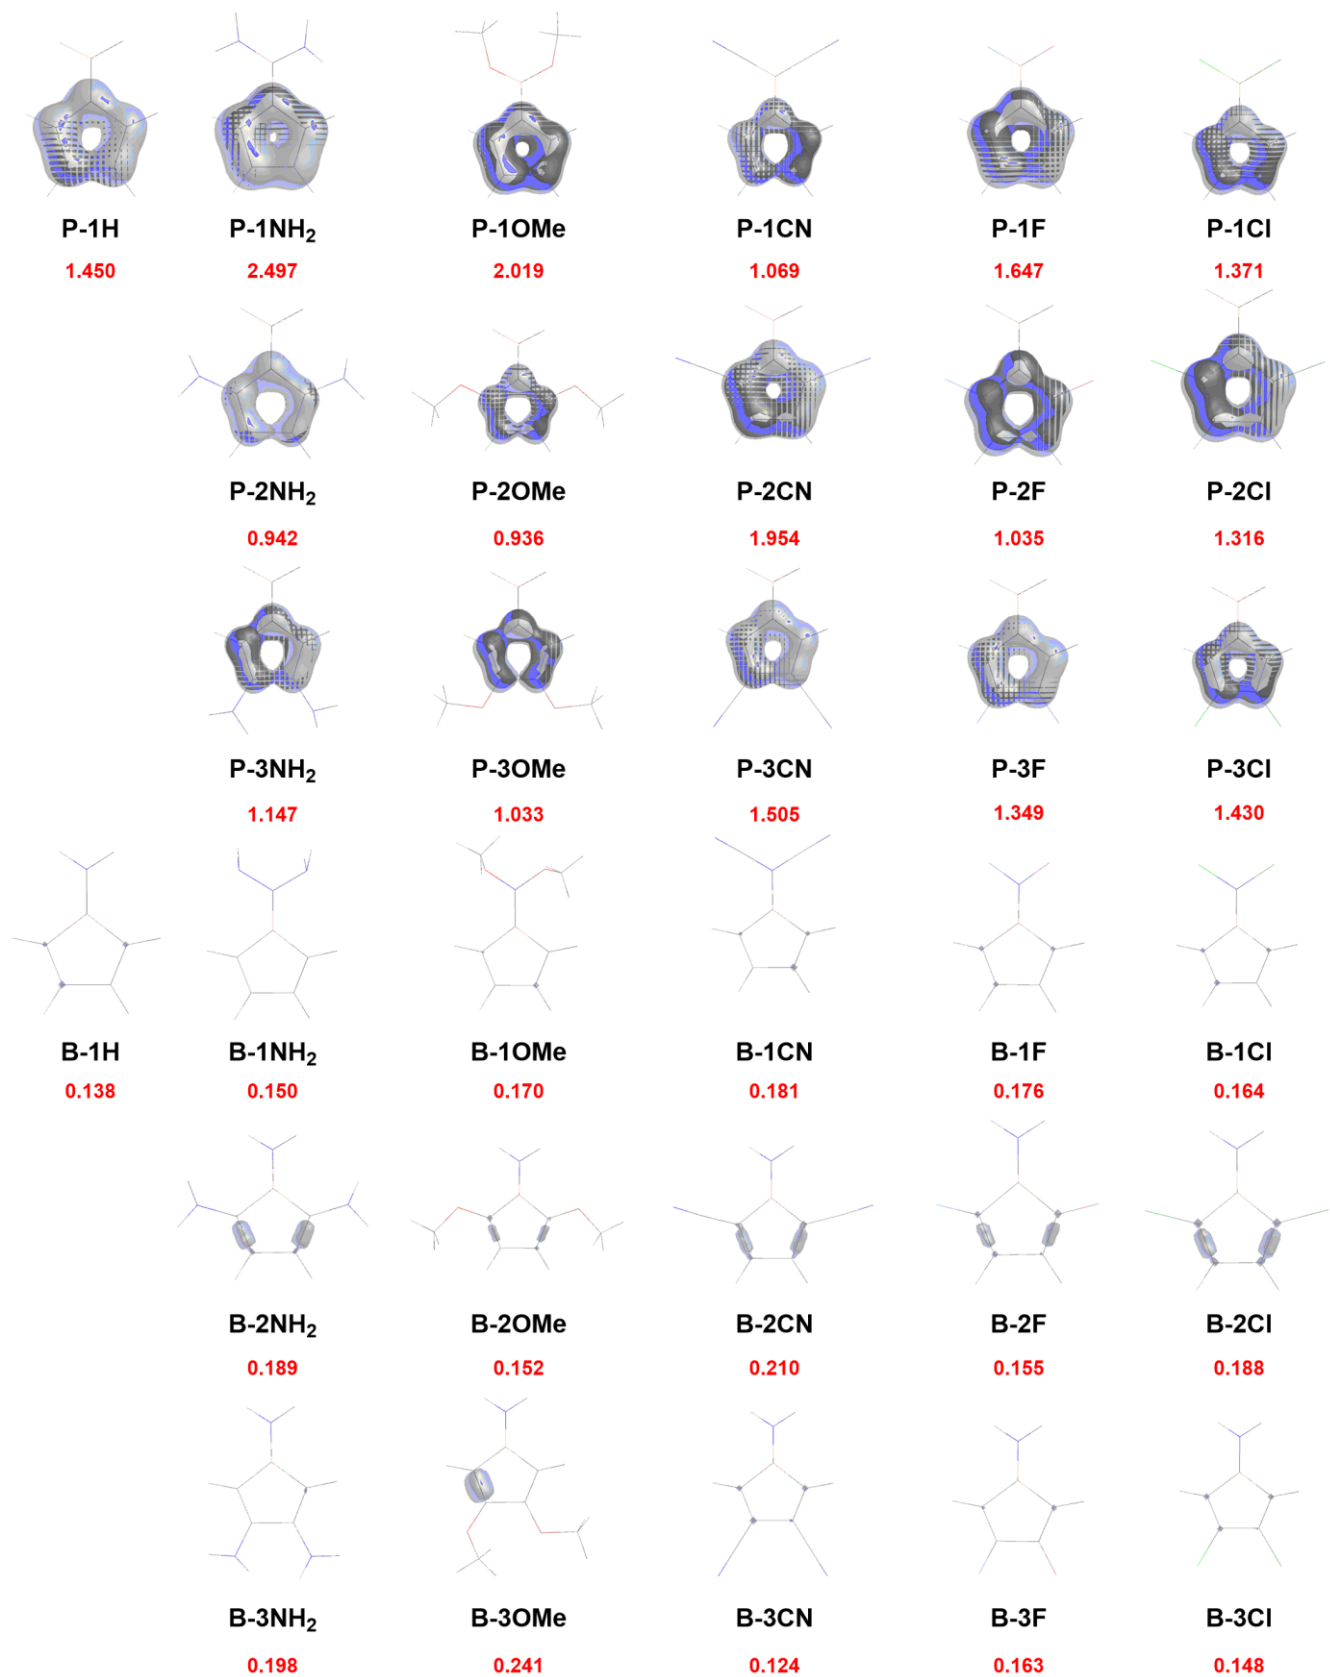 P-1H P-1NH₂ P-1OMe P-1CN P-1F P-1Cl
1.450 2.497 2.019 1.069 1.647 1.371
P-2NH₂ P-2OMe P-2CN P-2F P-2Cl
0.942 0.936 1.954 1.035 1.316
P-3NH₂ P-3OMe P-3CN P-3F P-3Cl
1.147 1.033 1.505 1.349 1.430
B-1H B-1NH₂ B-1OMe B-1CN B-1F B-1Cl
0.138 0.150 0.170 0.181 0.176 0.164
B-2NH₂ B-2OMe B-2CN B-2F B-2Cl
0.189 0.152 0.210 0.155 0.188
B-3NH₂ B-3OMe B-3CN B-3F B-3Cl
0.198 0.241 0.124 0.163 0.148